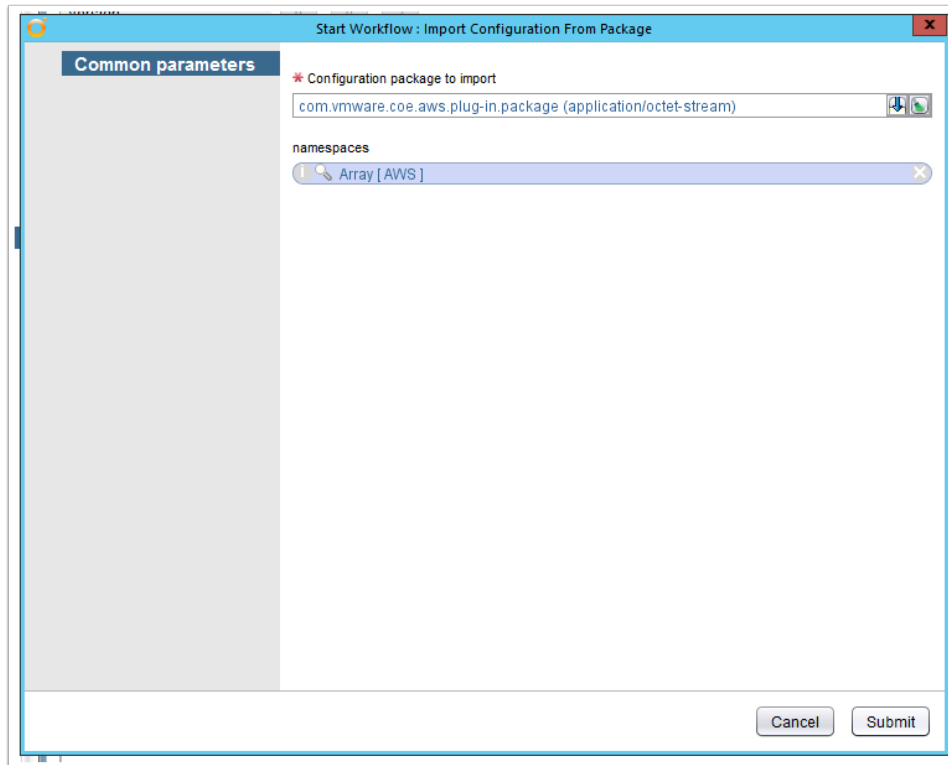 Start Workflow : Import Configuration From Package
Common parameters
* Configuration package to import
com.vmware.coe.aws.plug-in.package (application/octet-stream)
namespaces
Array [ AWS ]
Cancel
Submit